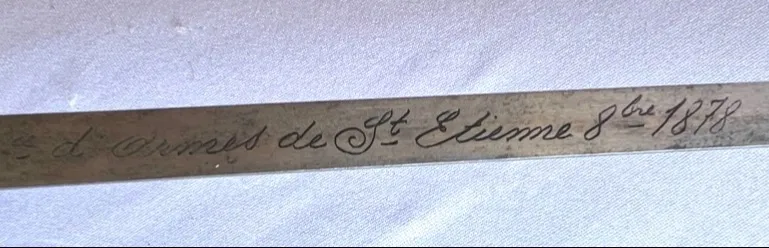 d'armes de St Etienne 8bre 1878